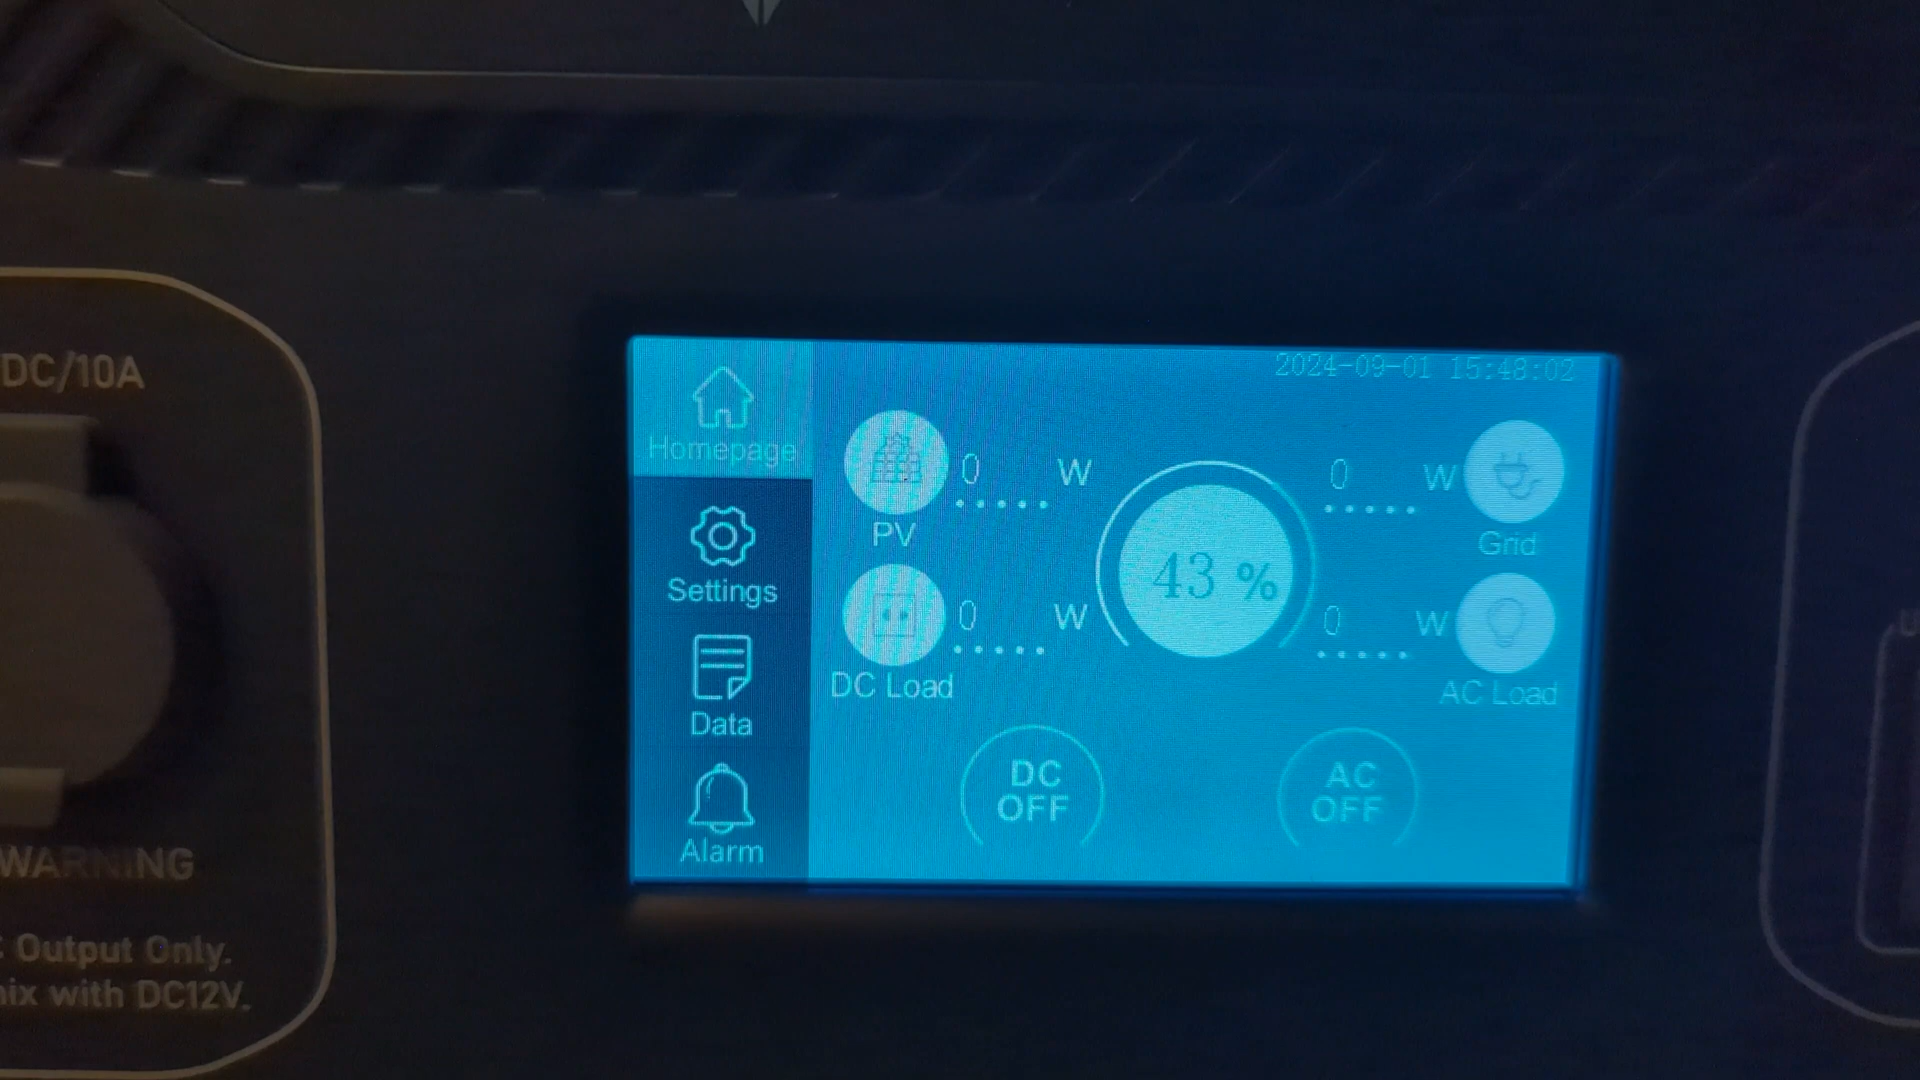 DC/10A
WARNING
Output Only.
with DC12V.
2024-09-01 15:48:02
Homepage
Settings
Data
Alarm
0 W
PV
0 W
DC Load
43 %
0 W
Grid
0 W
AC Load
DC
OFF
AC
OFF